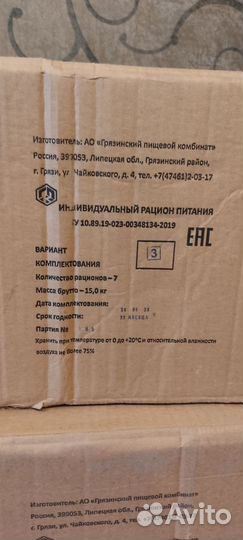 Изготовитель: АО «Грязинский пищевой комбинат»
Россия, 399053, Липецкая обл., Грязинский район,
г. Грязи, ул Чайковского, д. 4, тел. +7(47461)2-03-17
ИНДИВИДУАЛЬНЫЙ РАЦИОН ПИТАНИЯ
ТУ 10.89.19-023-00348134-2019
EAC
ВАРИАНТ
КОМПЛЕКТОВАНИЯ
3
Количество рационов – 7
Масса брутто – 15,0 кг
Дата комплектования:
Срок годности:
Партия №
Хранить при температуре от 0 до +20°С и относительной влажности
воздуха не более 75%
Изготовитель: АО «Грязинский пищевой комбинат»
Россия, 399053, Липецкая обл., Грязинский район,
г. Грязи, ул. Чайковского, д. 4, тел.
Avito